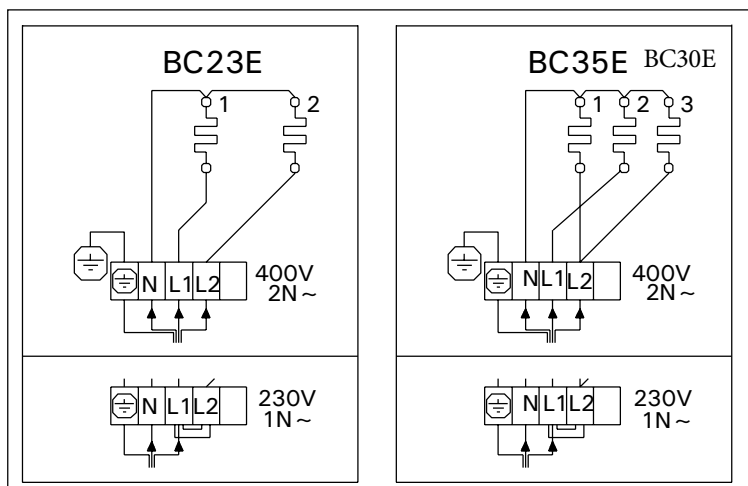 BC23E
1 2
N L1 L2
400V
2N~
N L1 L2
230V
1N~
BC35E BC30E
1 2 3
N L1 L2
400V
2N~
N L1 L2
230V
1N~